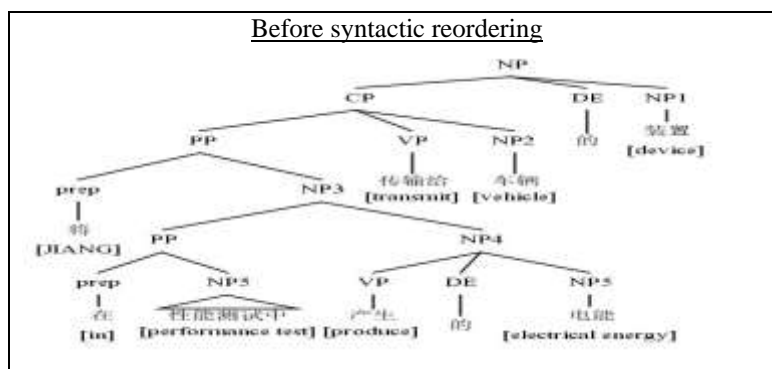 Before syntactic reordering
NP
CP DE NP1
PP VP NP2 的 装置
[device]
prep NP3 传输给 车辆
[transmit] [vehicle]
将
[JIANG] PP NP4
prep NP5 VP DE NP5
在 性能测试中 产生 的 电能
[in] [performance test] [produce] [electrical energy]